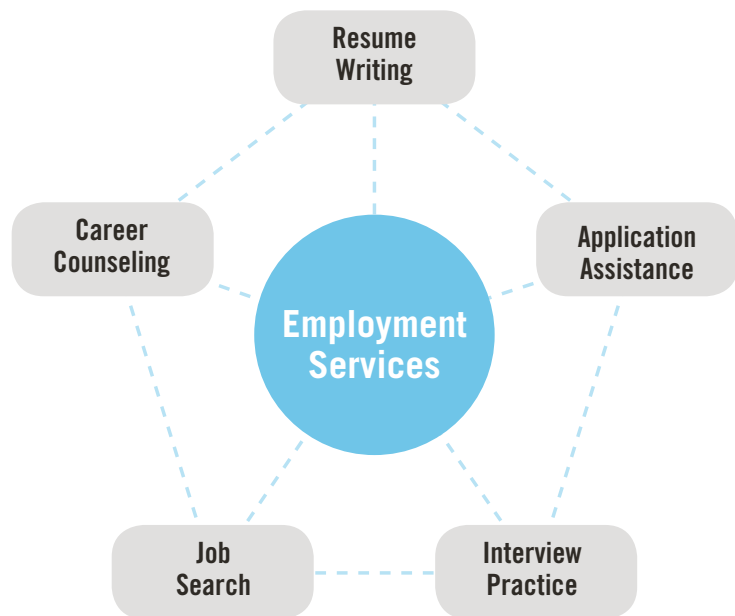 Resume
Writing
Career
Counseling
Application
Assistance
Employment
Services
Job
Search
Interview
Practice